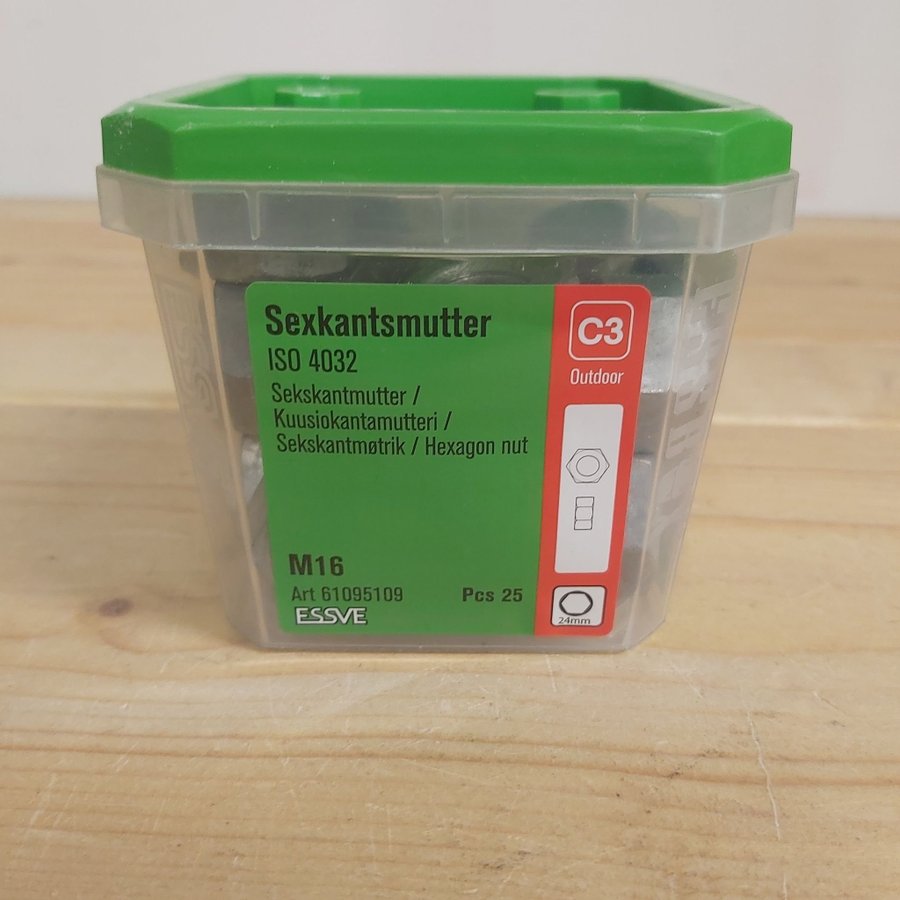 Sexkantsmutter
ISO 4032
Sekskantmutter /
Kuusiokantamutteri /
Sekskantmøtrik / Hexagon nut
M16
Art 61095109
Pcs 25
ESSVE
C3
Outdoor
24mm